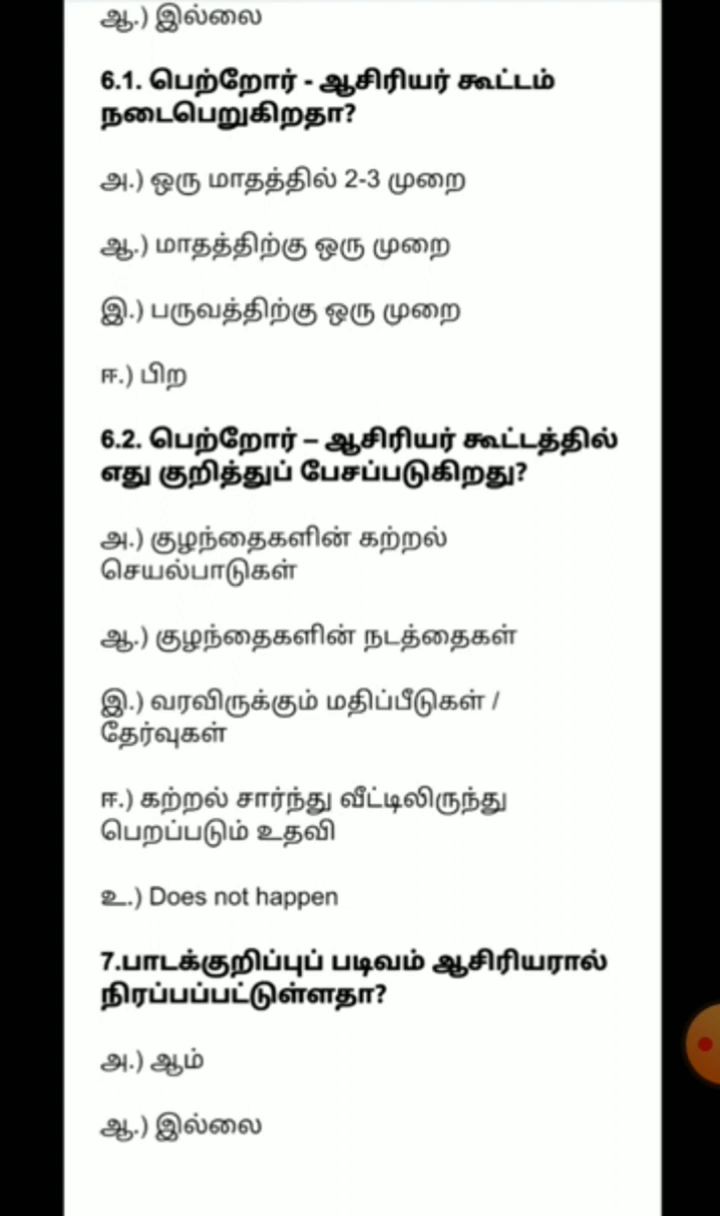 ஆ.) இல்லை
6.1. பெற்றோர் - ஆசிரியர் கூட்டம்
நடைபெறுகிறதா?
அ.) ஒரு மாதத்தில் 2-3 முறை
ஆ.) மாதத்திற்கு ஒரு முறை
இ.) பருவத்திற்கு ஒரு முறை
ஈ.) பிற
6.2. பெற்றோர் – ஆசிரியர் கூட்டத்தில்
எது குறித்துப் பேசப்படுகிறது?
அ.) குழந்தைகளின் கற்றல்
செயல்பாடுகள்
ஆ.) குழந்தைகளின் நடத்தைகள்
இ.) வரவிருக்கும் மதிப்பீடுகள் /
தேர்வுகள்
ஈ.) கற்றல் சார்ந்து வீட்டிலிருந்து
பெறப்படும் உதவி
உ.) Does not happen
7.பாடக்குறிப்புப் படிவம் ஆசிரியரால்
நிரப்பப்பட்டுள்ளதா?
அ.) ஆம்
ஆ.) இல்லை